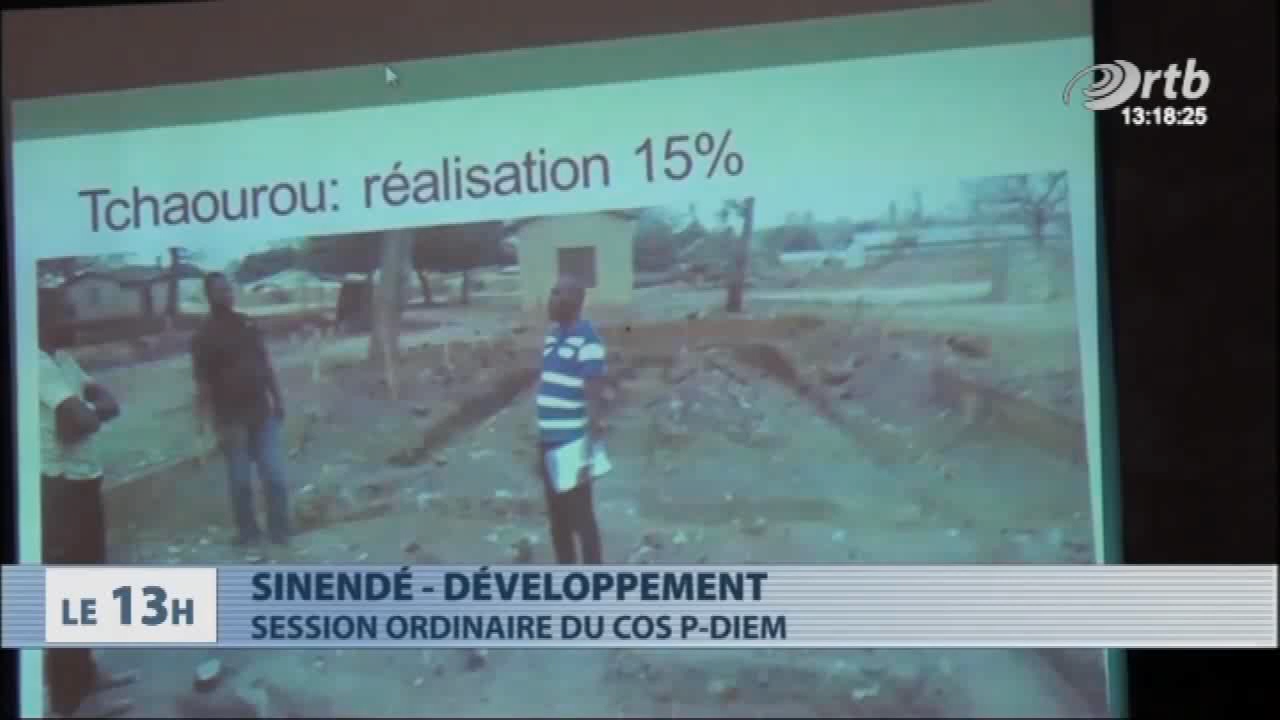 ortb
13:18:25
Tchaourou: réalisation 15%
LE 13H
SINENDÉ - DÉVELOPPEMENT
SESSION ORDINAIRE DU COS P-DIEM